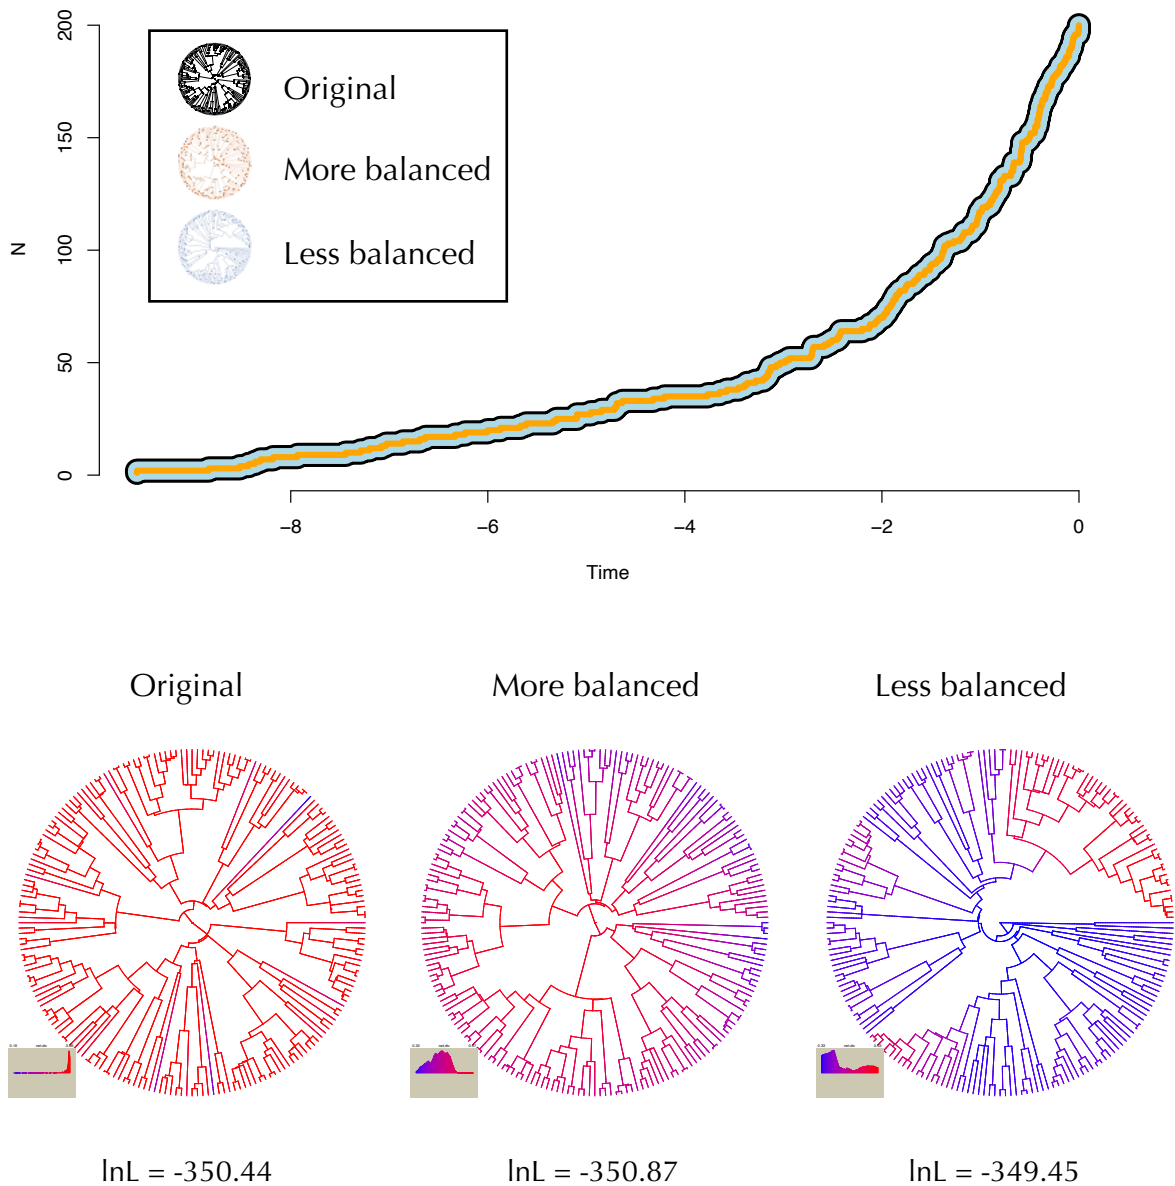 200
150
100
50
0
N
Original
More balanced
Less balanced
−8 −6 −4 −2 0
Time
Original More balanced Less balanced
lnL = -350.44 lnL = -350.87 lnL = -349.45